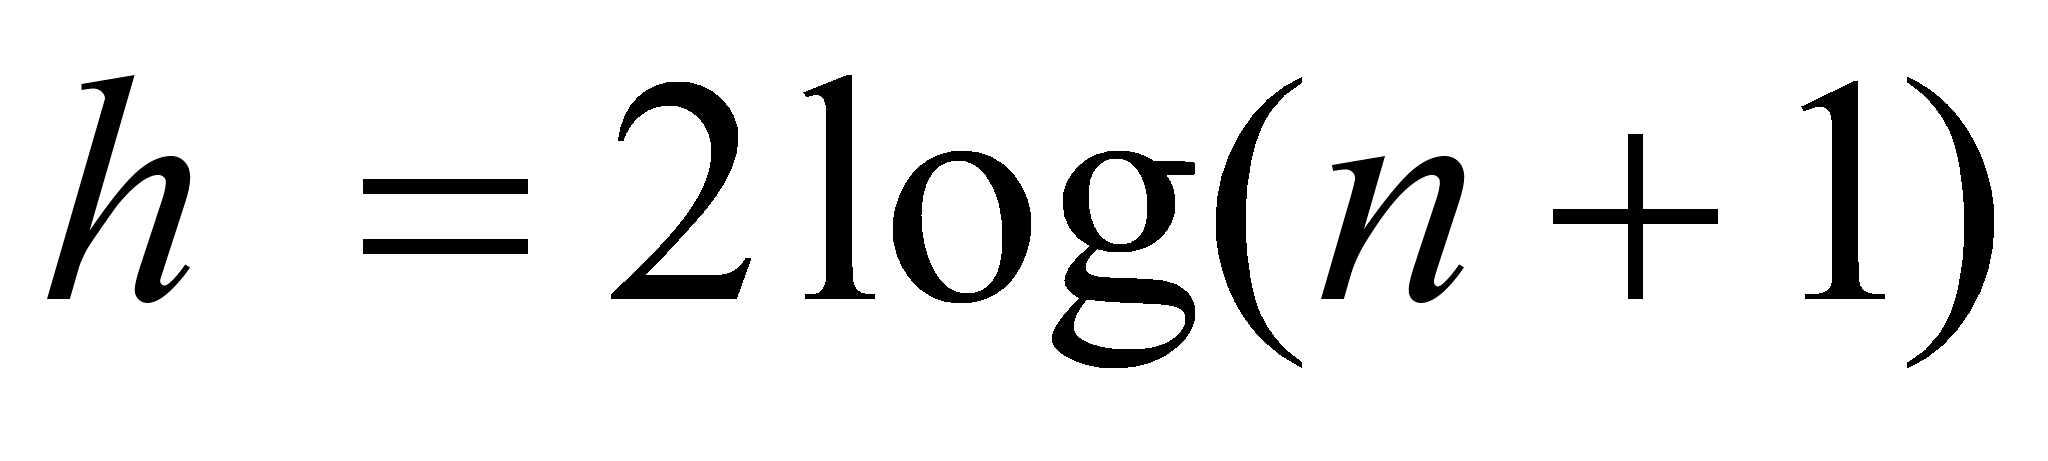 h = 2log(n + 1)